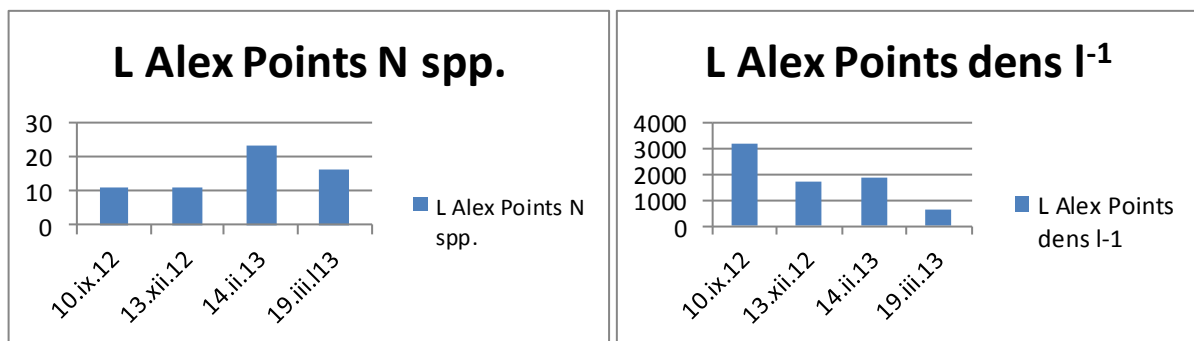 L Alex Points N spp.
30
20
10
0
10.ix.12
13.xii.12
14.ii.13
19.iii.l13
L Alex Points N
spp.
L Alex Points dens l⁻¹
4000
3000
2000
1000
0
10.ix.12
13.xii.12
14.ii.13
19.iii.13
L Alex Points
dens l-1